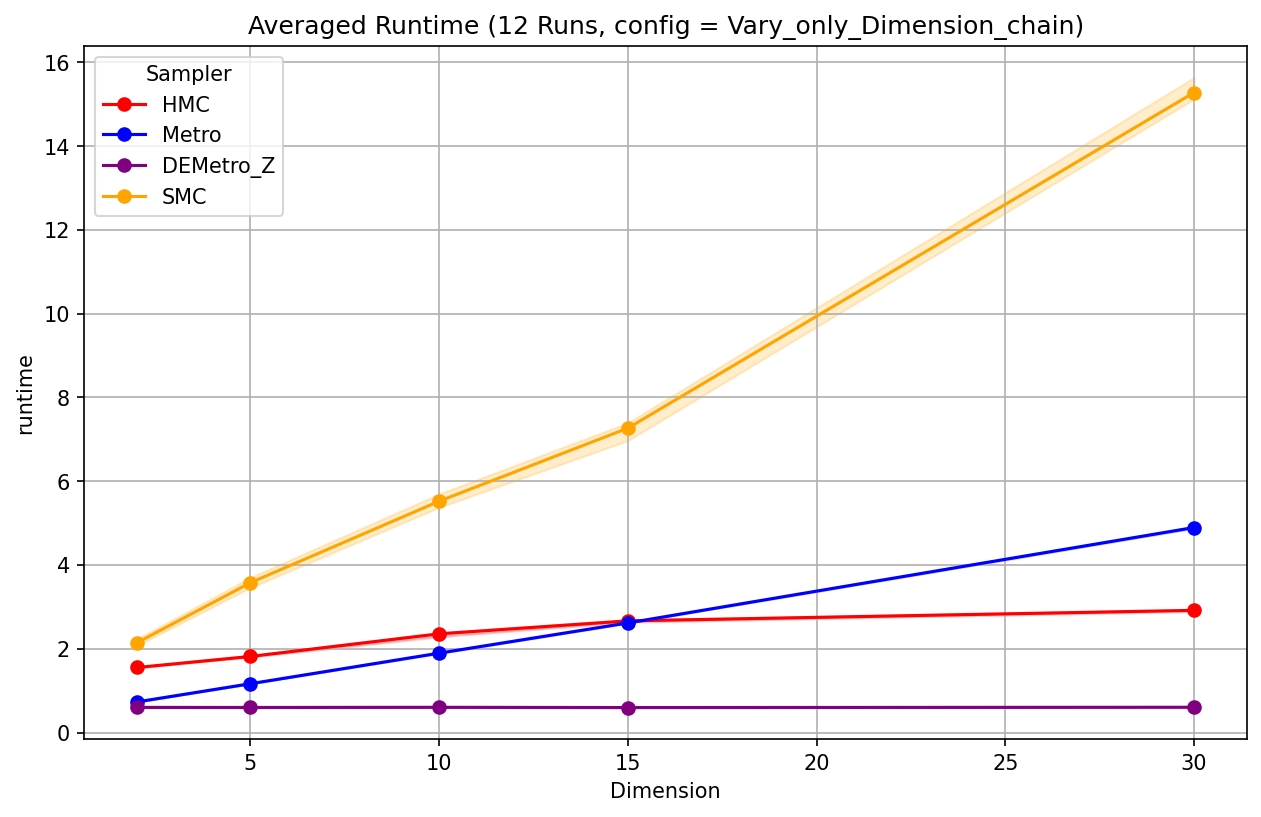 Averaged Runtime (12 Runs, config = Vary_only_Dimension_chain)
Sampler
HMC
Metro
DEMetro_Z
SMC
runtime
16
14
12
10
8
6
4
2
0
5 10 15 20 25 30
Dimension